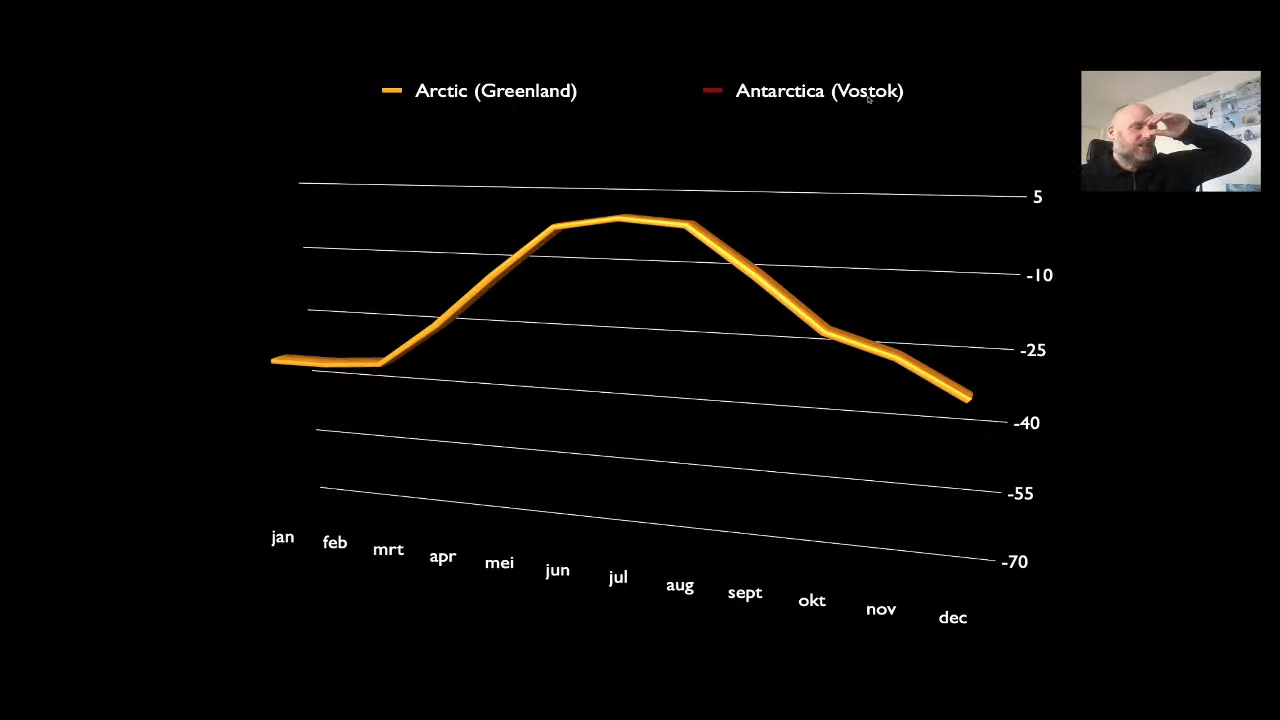 Arctic (Greenland)
Antarctica (Vostok)
5
-10
-25
-40
-55
-70
jan
feb
mrt
apr
mei
jun
jul
aug
sept
okt
nov
dec